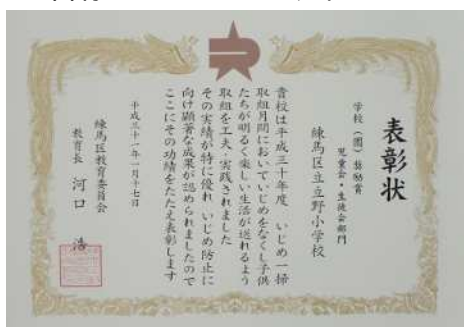 表彰状
学校(園)奨励賞
児童会・生徒会部門
練馬区立立野小学校
貴校は平成三十年度 いじめ一掃
取組月間においていじめをなくし子供
たちが明るく楽しい生活が送れるよう
取組を工夫、実践されました
その実績が特に優れ いじめ防止に
向け顕著な成果が認められましたので
ここにその功績をたたえ表彰します
平成三十一年一月十七日
練馬区教育委員会
教育長 河口 浩